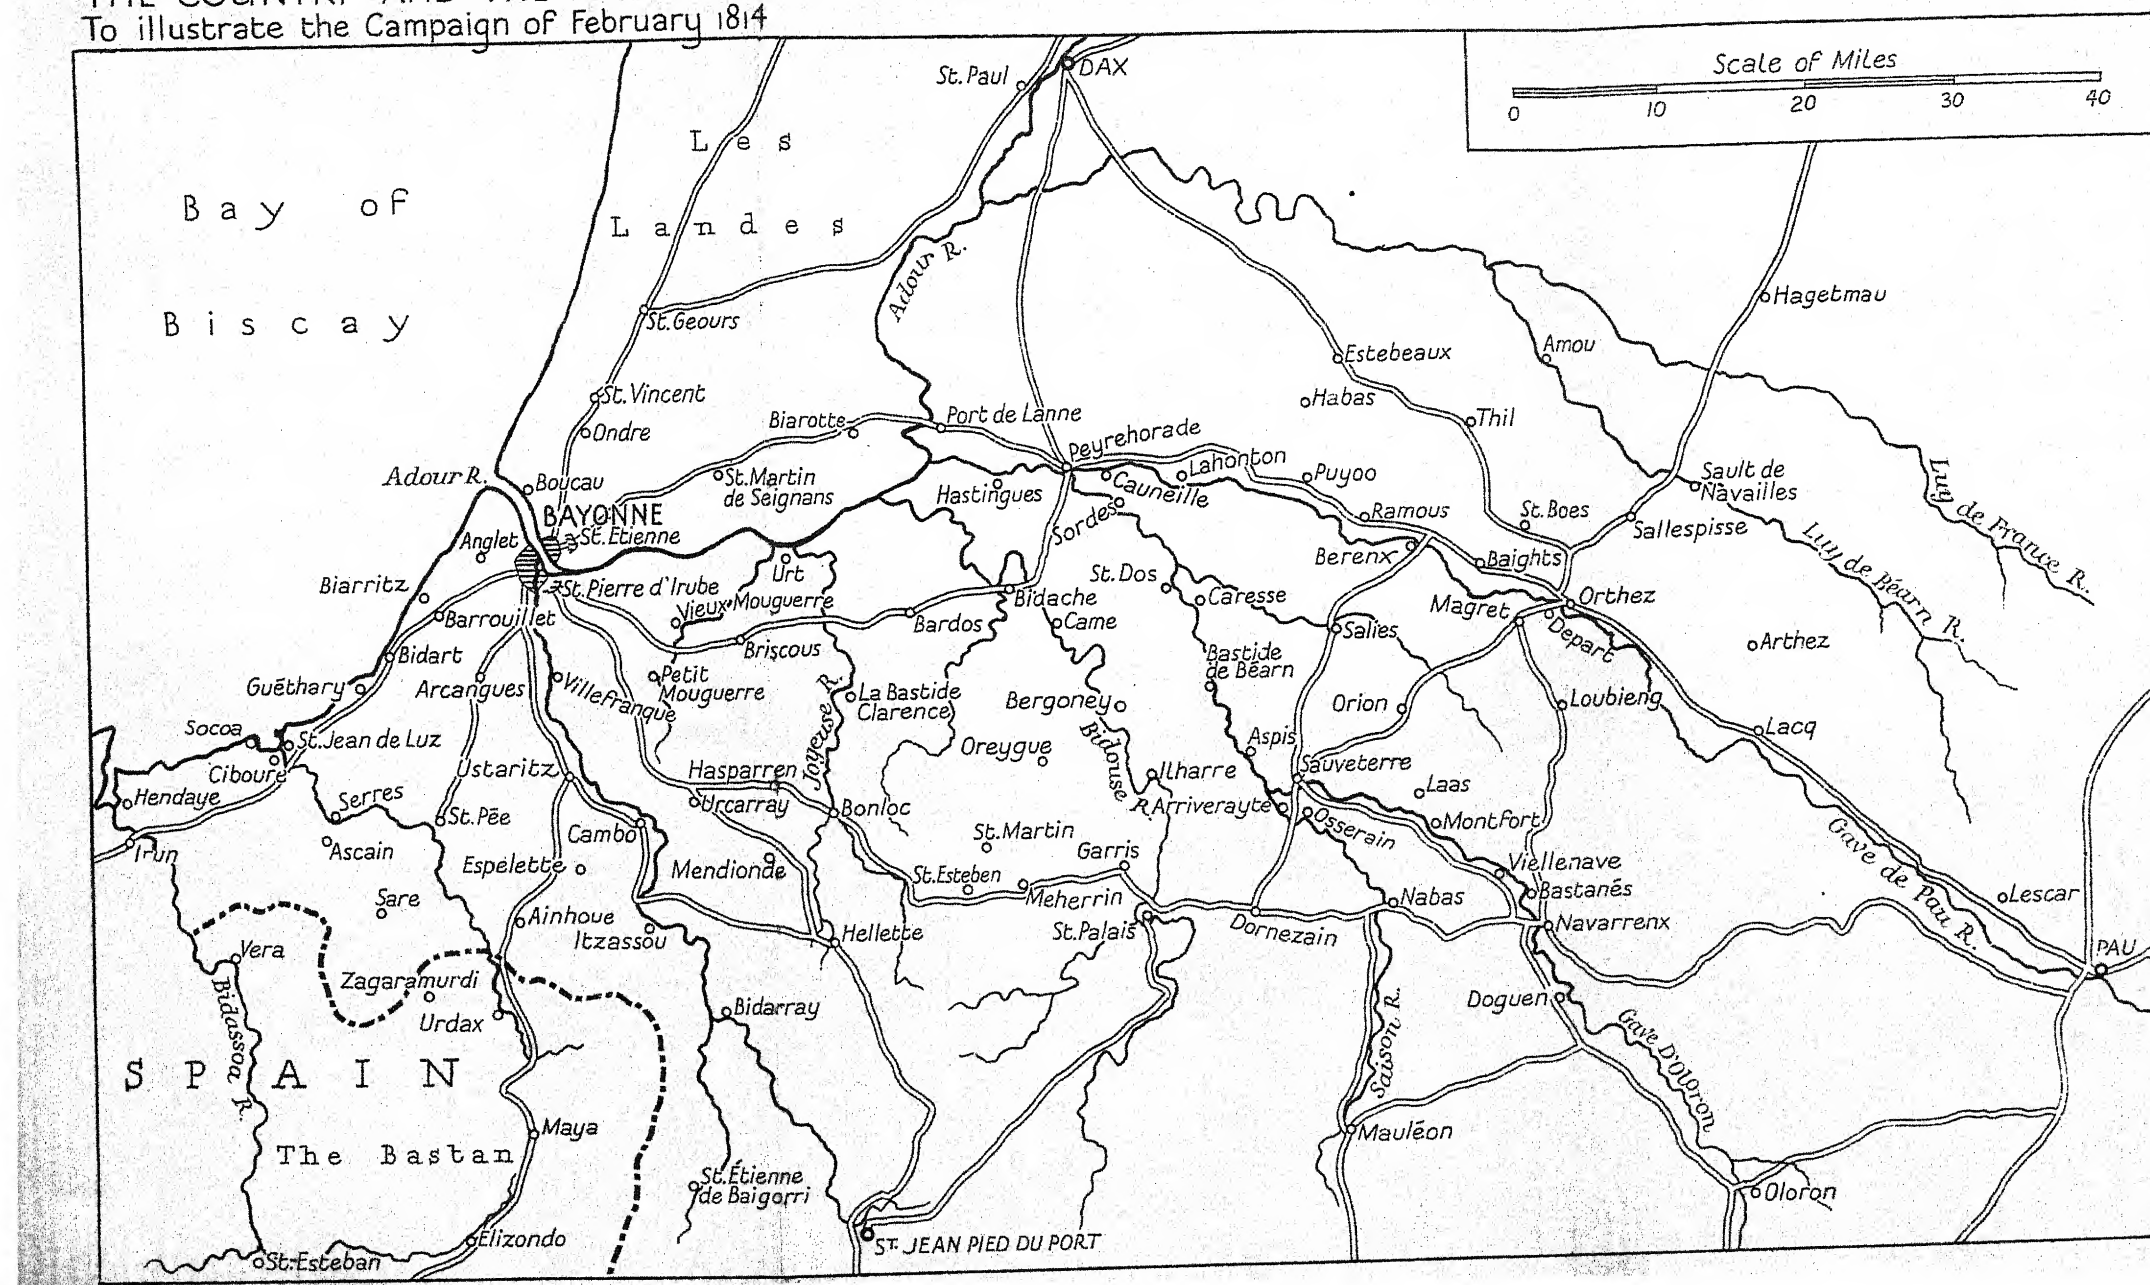 THE COUNTRY AND THE
To illustrate the Campaign of February 1814
Scale of Miles
0 10 20 30 40
St. Paul
DAX
Les
Landes
Bay of
Biscay
Adour R.
St. Geours
Hagetmau
Estebeaux
Amou
St. Vincent
Habas
Ondre
Biarotte
Port de Lanne
Thil
Peyrehorade
Adour R.
Boucau
St. Martin
de Seignans
Hastingues
Cauneille
Lahonton
Puyoo
Sault de
Navailles
Luy de France R.
BAYONNE
St. Etienne
Anglet
Sordes
Ramous
St. Boes
Sallespisse
Luy de Béarn R.
Berenx
Baights
Biarritz
St. Pierre d'Irube
Urt
St. Dos
Caresse
Orthez
Barrouillet
Vieux Mouguerre
Bidache
Magret
Bardos
Came
Salies
Depart
Arthez
Bidart
Briscous
Guéthary
Arcangues
Villefranque
Petit
Mouguerre
La Bastide
Clarence
Joyeuse R.
Bergoney
Bastide
de Béarn
Orion
Loubieng
Lacq
Socoa
St. Jean de Luz
Ciboure
Oreygue
Bidouse R.
Aspis
Ustaritz
Hasparren
Ilharre
Sauveterre
Laas
Hendaye
Serres
Urcarray
Bonloc
Arriverayte
Osserain
Montfort
St. Pée
Cambo
St. Martin
Gave de Pau R.
Irun
Ascain
Espelette
Mendionde
Garris
Viellenave
St. Esteben
Meherrin
Nabas
Bastanés
Lescar
Sare
Ainhoue
Itzassou
Hellette
St. Palais
Dornezain
Navarrenx
Vera
PAU
Zagaramurdi
Urdax
Bidarray
Doguen
Bidassoa R.
Saison R.
Gave D'Oloron
SPAIN
Maya
Mauléon
The Bastan
St. Étienne
de Baigorri
Oloron
Elizondo
ST. JEAN PIED DU PORT
St. Esteban